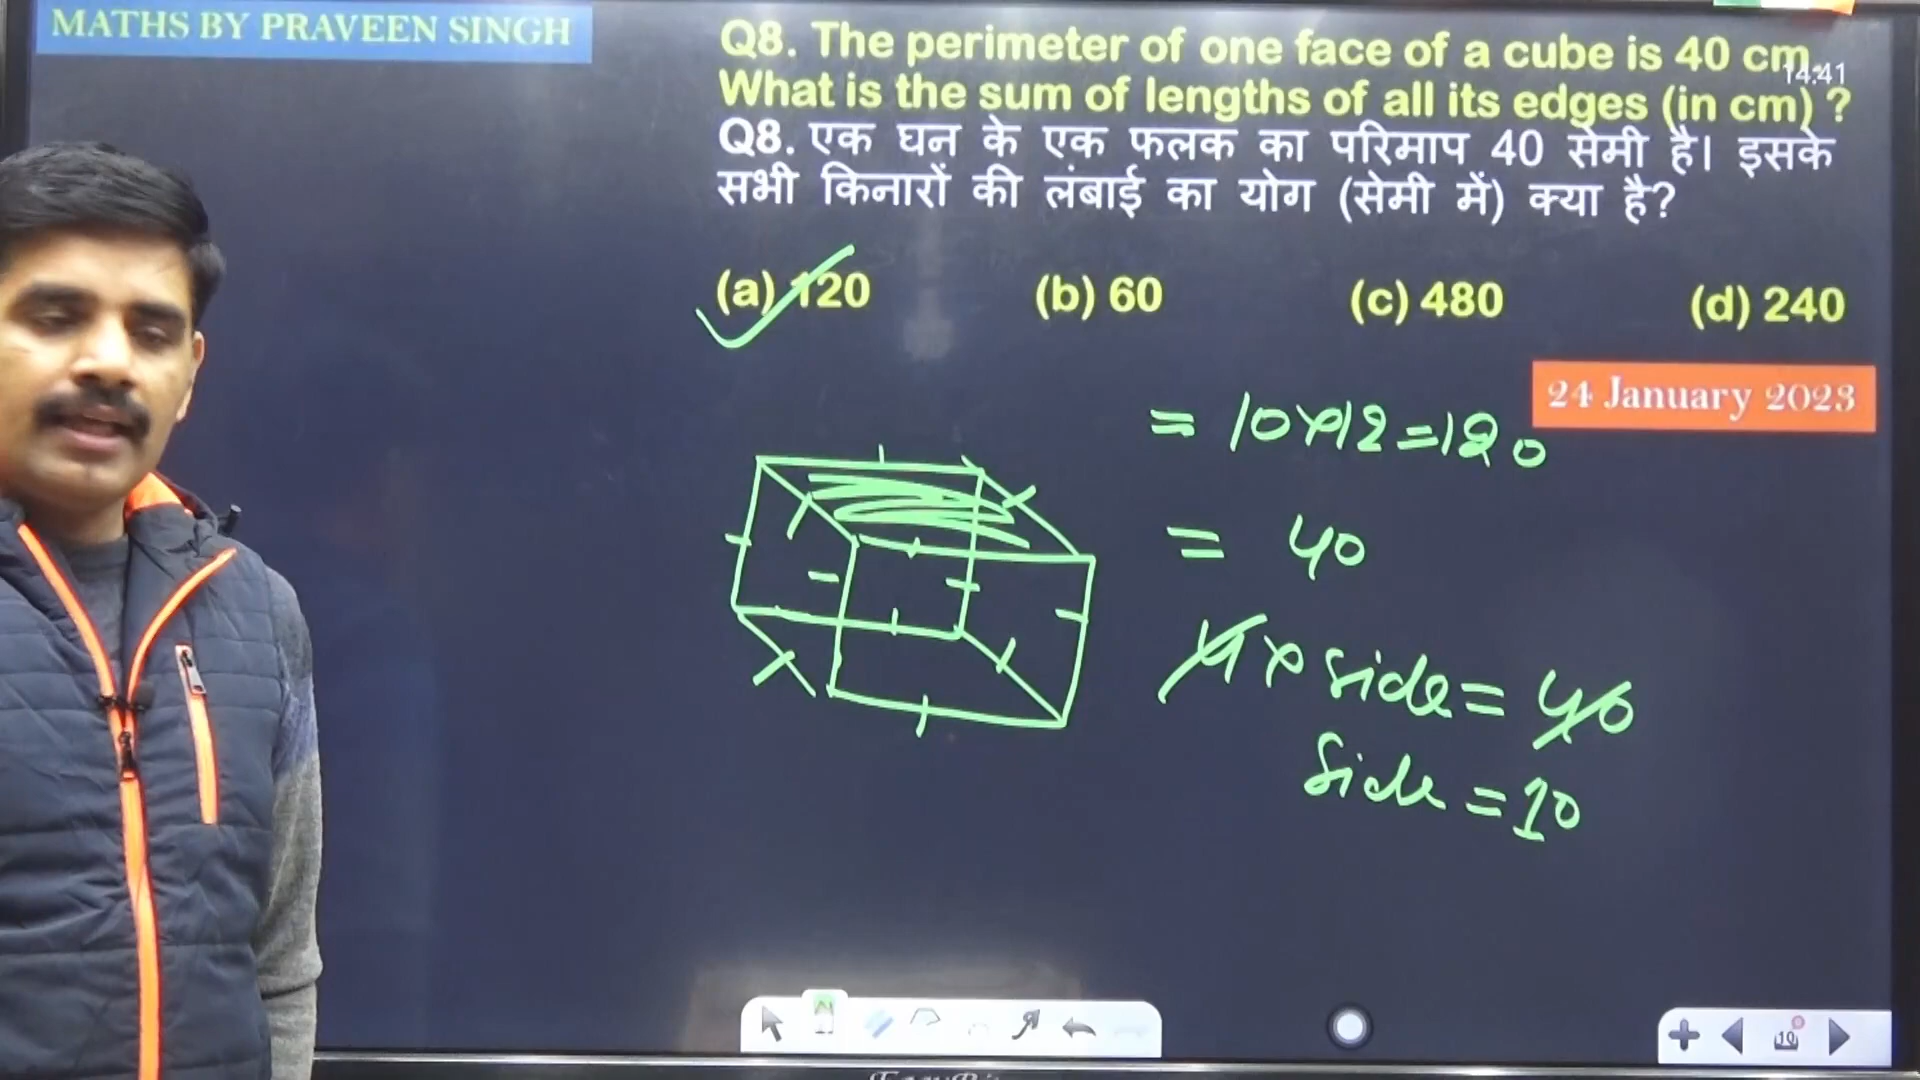 MATHS BY PRAVEEN SINGH
Q8. The perimeter of one face of a cube is 40 cm.
14:41
What is the sum of lengths of all its edges (in cm) ?
Q8. एक घन के एक फलक का परिमाप 40 सेमी है। इसके
सभी किनारों की लंबाई का योग (सेमी में) क्या है?
(a) 120 (b) 60 (c) 480 (d) 240
24 January 2023
= 10×12=120
= 40
4 × side = 40
Side = 10
10